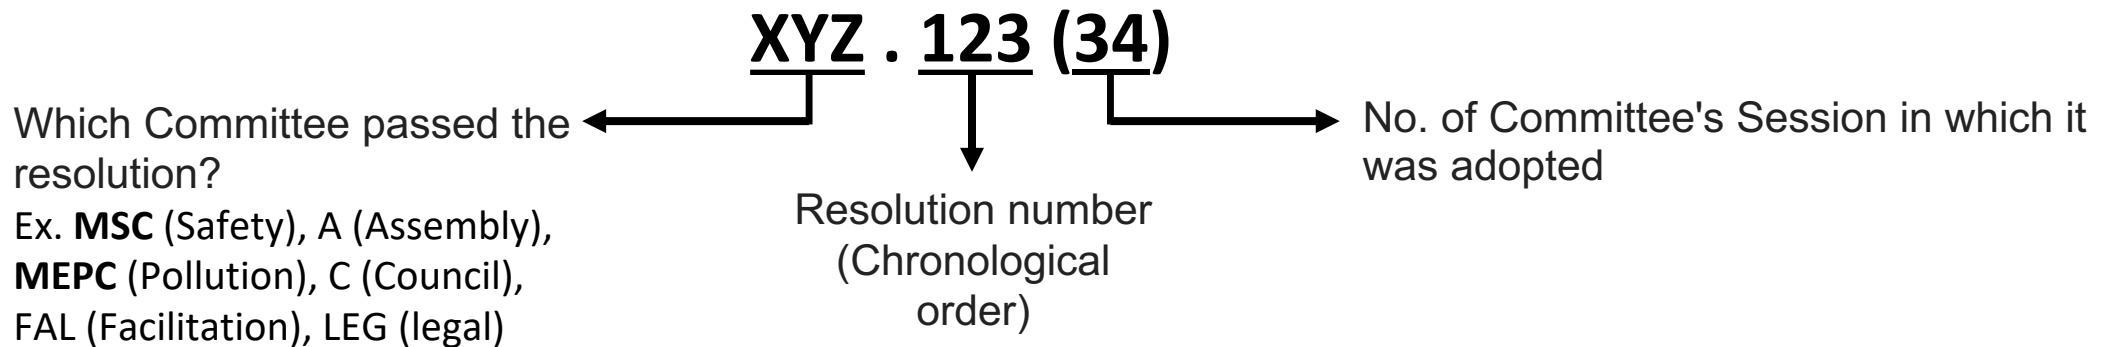 XYZ . 123 (34)
Which Committee passed the
resolution?
Ex. MSC (Safety), A (Assembly),
MEPC (Pollution), C (Council),
FAL (Facilitation), LEG (legal)
Resolution number
(Chronological
order)
No. of Committee's Session in which it
was adopted